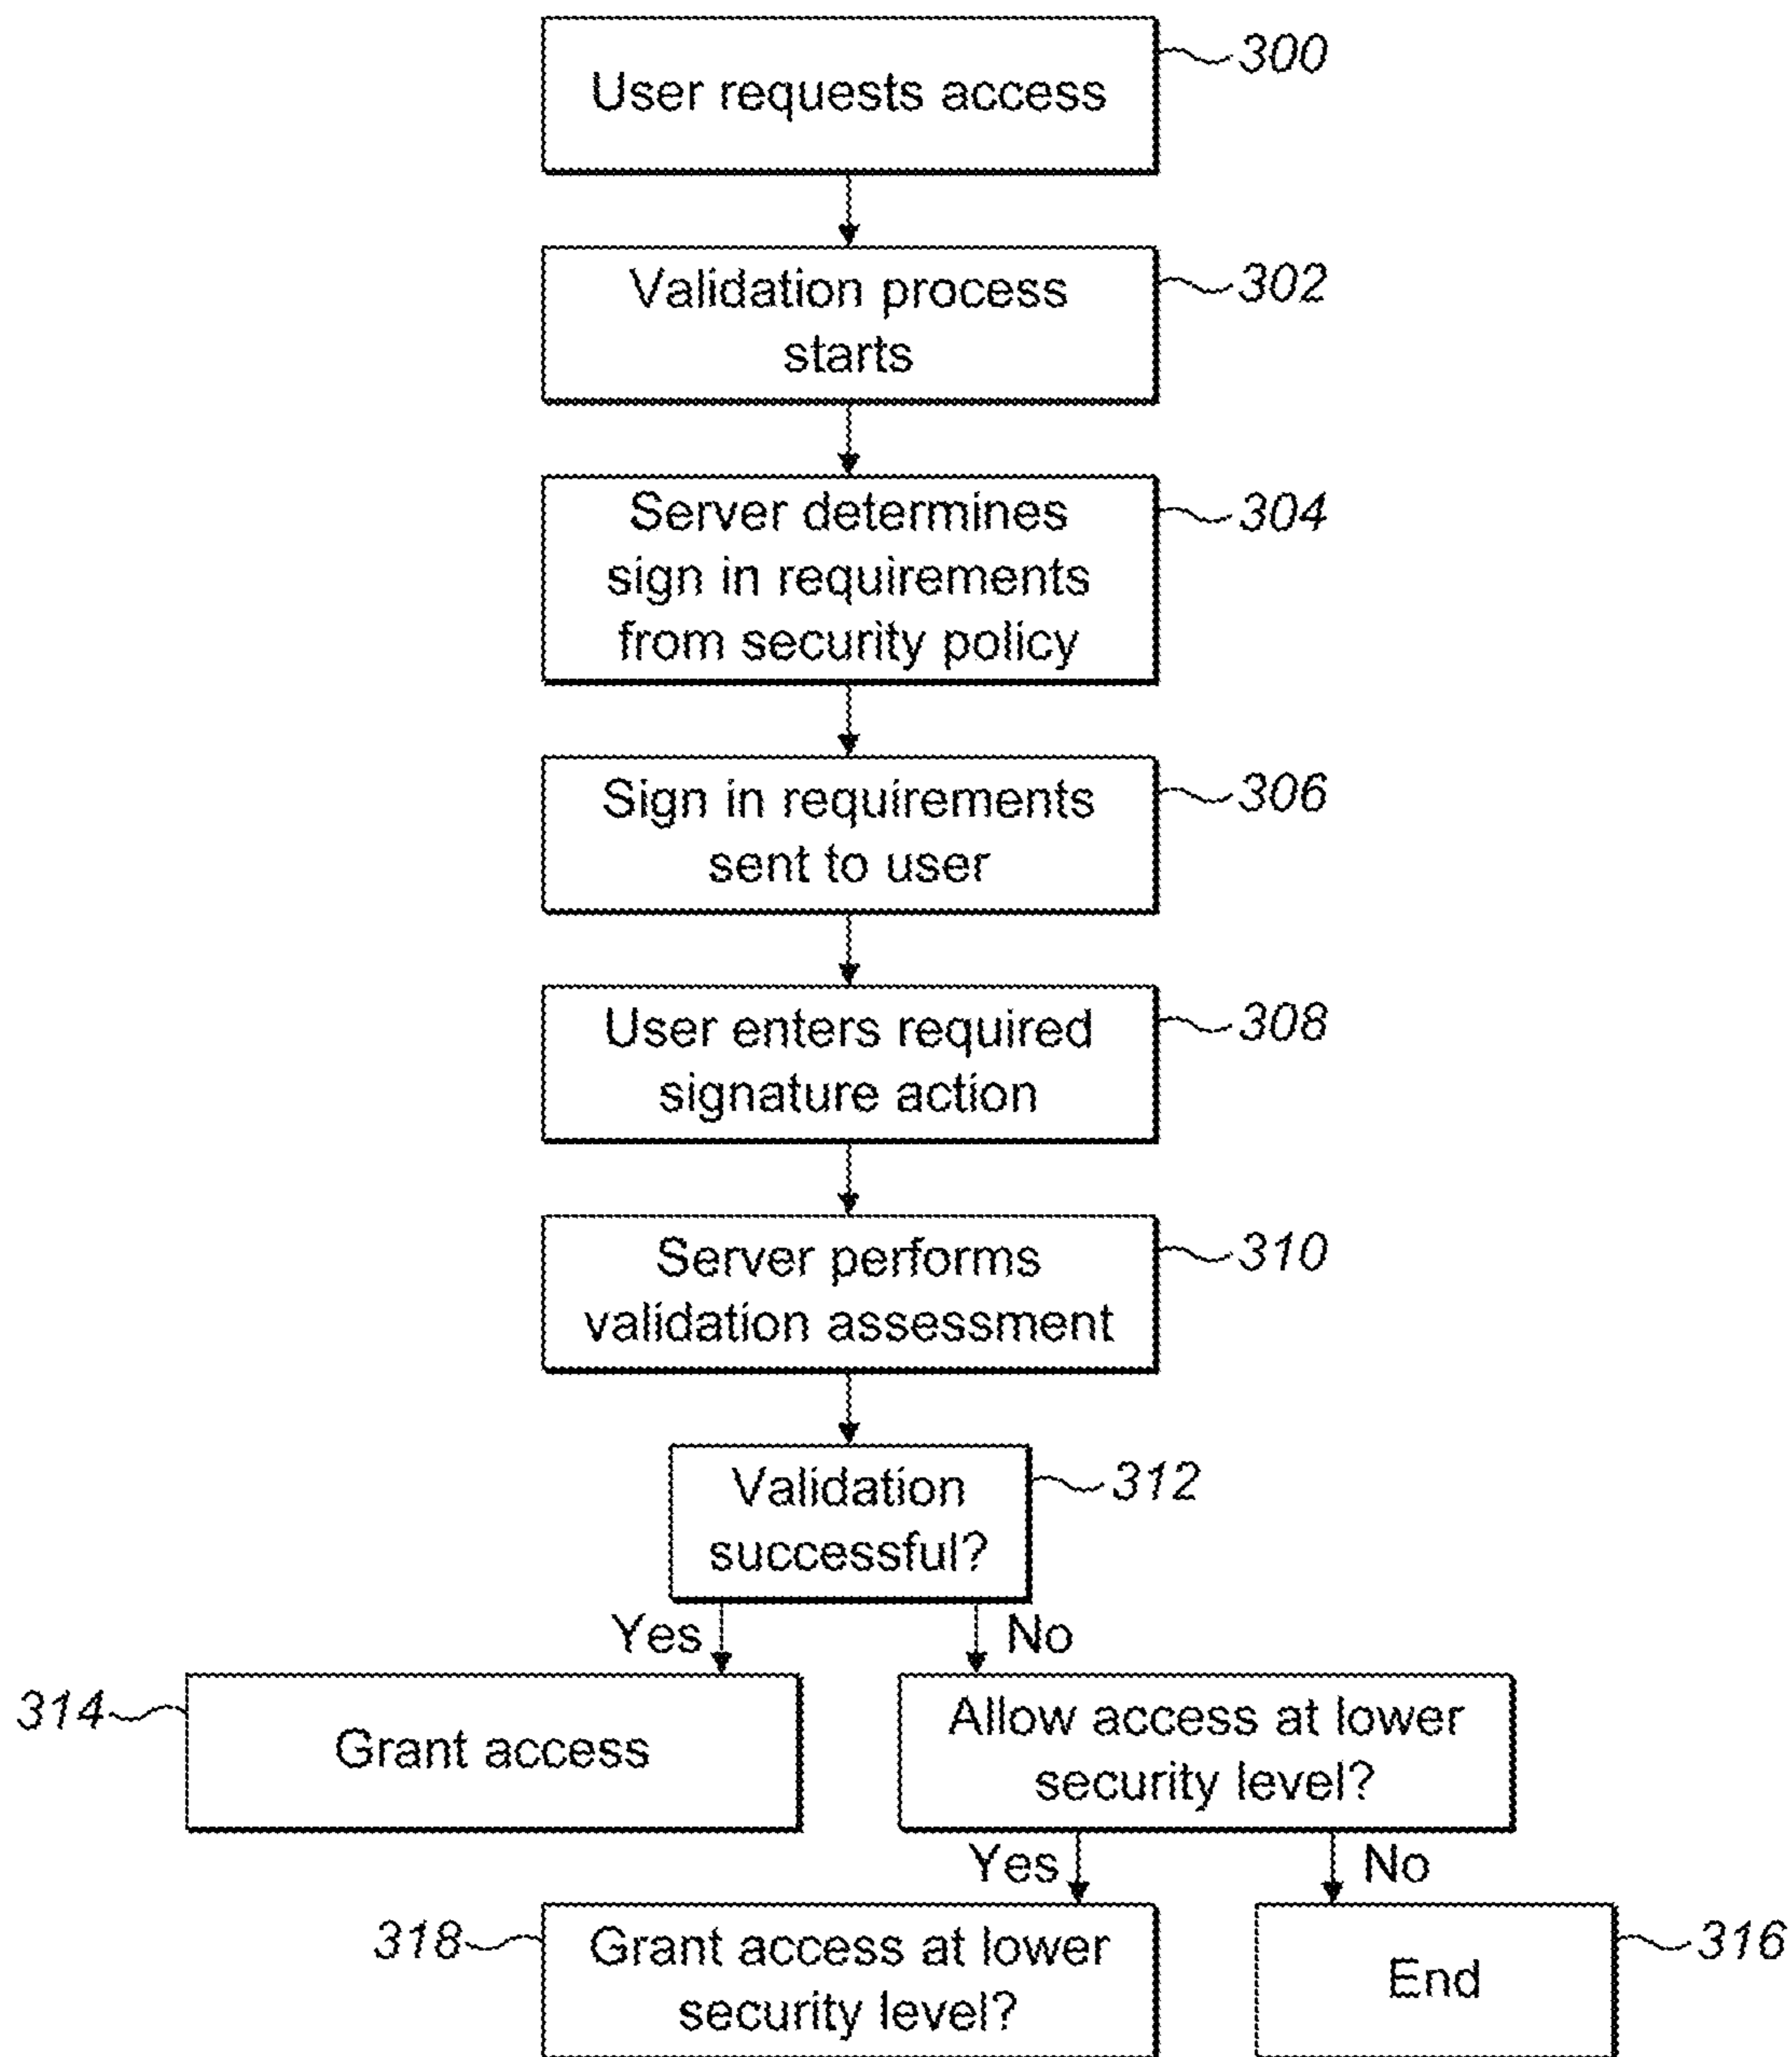 User requests access
300
Validation process
starts
302
Server determines
sign in requirements
from security policy
304
Sign in requirements
sent to user
306
User enters required
signature action
308
Server performs
validation assessment
310
Validation
successful?
312
Yes
No
314
Grant access
Allow access at lower
security level?
Yes
No
318
Grant access at lower
security level?
End
316